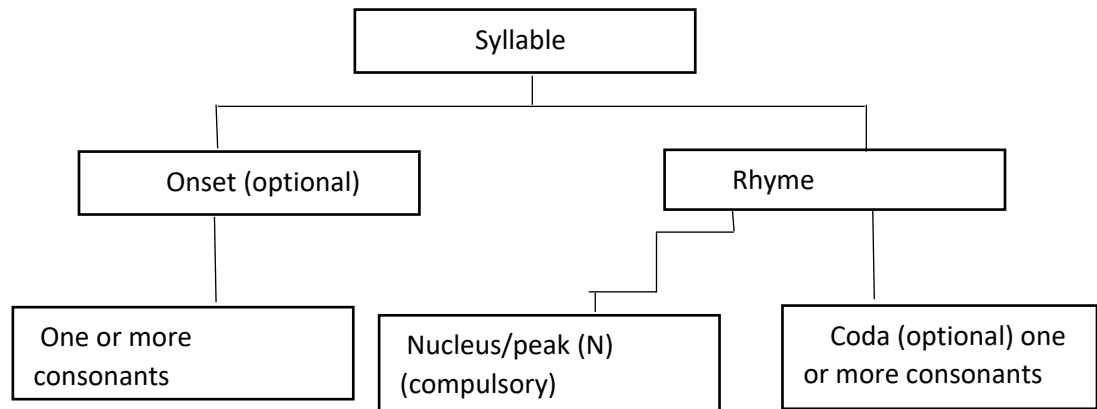 Syllable
Onset (optional)
Rhyme
One or more
consonants
Nucleus/peak (N)
(compulsory)
Coda (optional) one
or more consonants